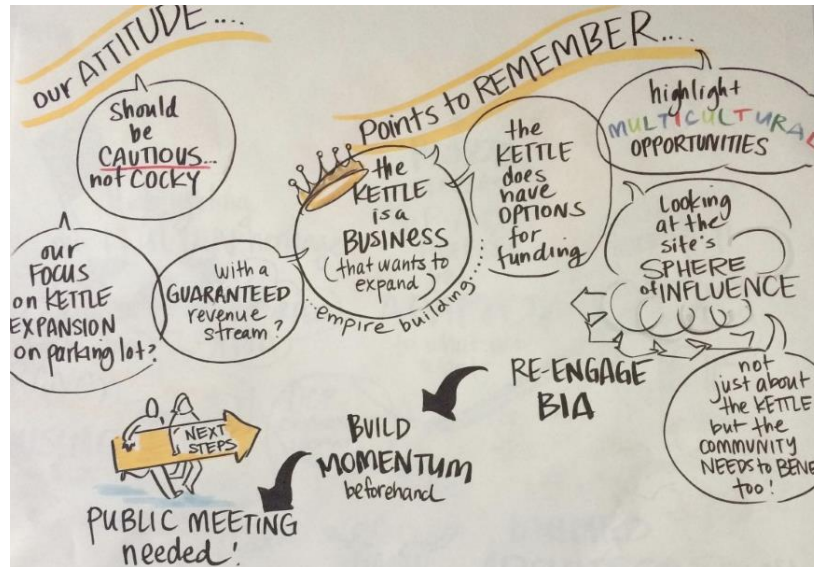 our ATTITUDE....
should
be
CAUTIOUS...
not COCKY
our
FOCUS
on KETTLE
EXPANSION
on parking lot?
with a
GUARANTEED
revenue
stream?
Points to REMEMBER....
the
KETTLE
is a
BUSINESS
(that wants to
expand)
...empire building....
the
KETTLE
does
have
OPTIONS
for
funding
highlight
MULTICULTURAL
OPPORTUNITIES
Looking
at the
site's
SPHERE
of INFLUENCE
not
just about
the KETTLE
but the
COMMUNITY
NEEDS to BENE
too!
RE-ENGAGE
BIA
BUILD
MOMENTUM
beforehand
NEXT
STEPS
PUBLIC MEETING
needed!